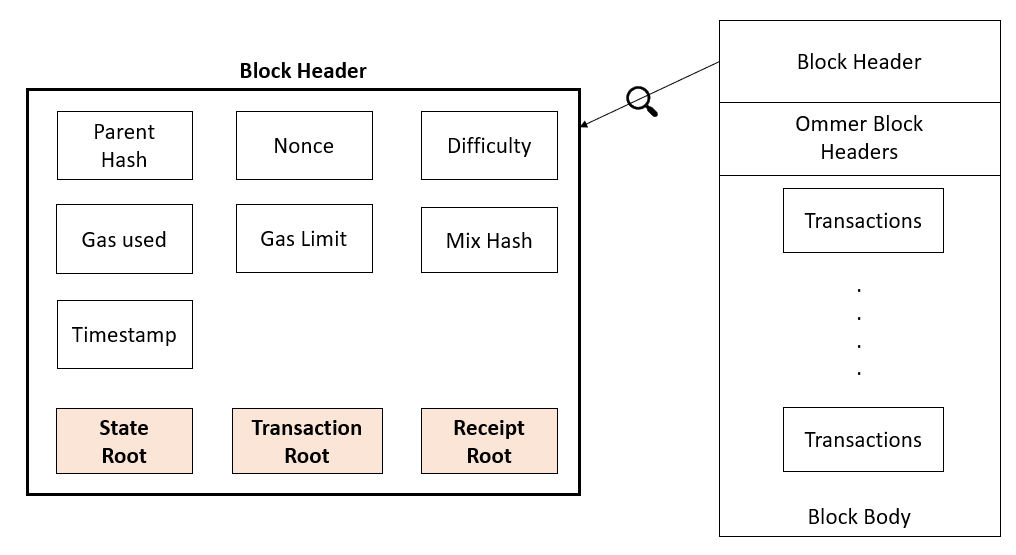 Block Header
Parent
Hash
Nonce
Difficulty
Gas used
Gas Limit
Mix Hash
Timestamp
State
Root
Transaction
Root
Receipt
Root
Block Header
Ommer Block
Headers
Transactions
.
.
.
.
Transactions
Block Body